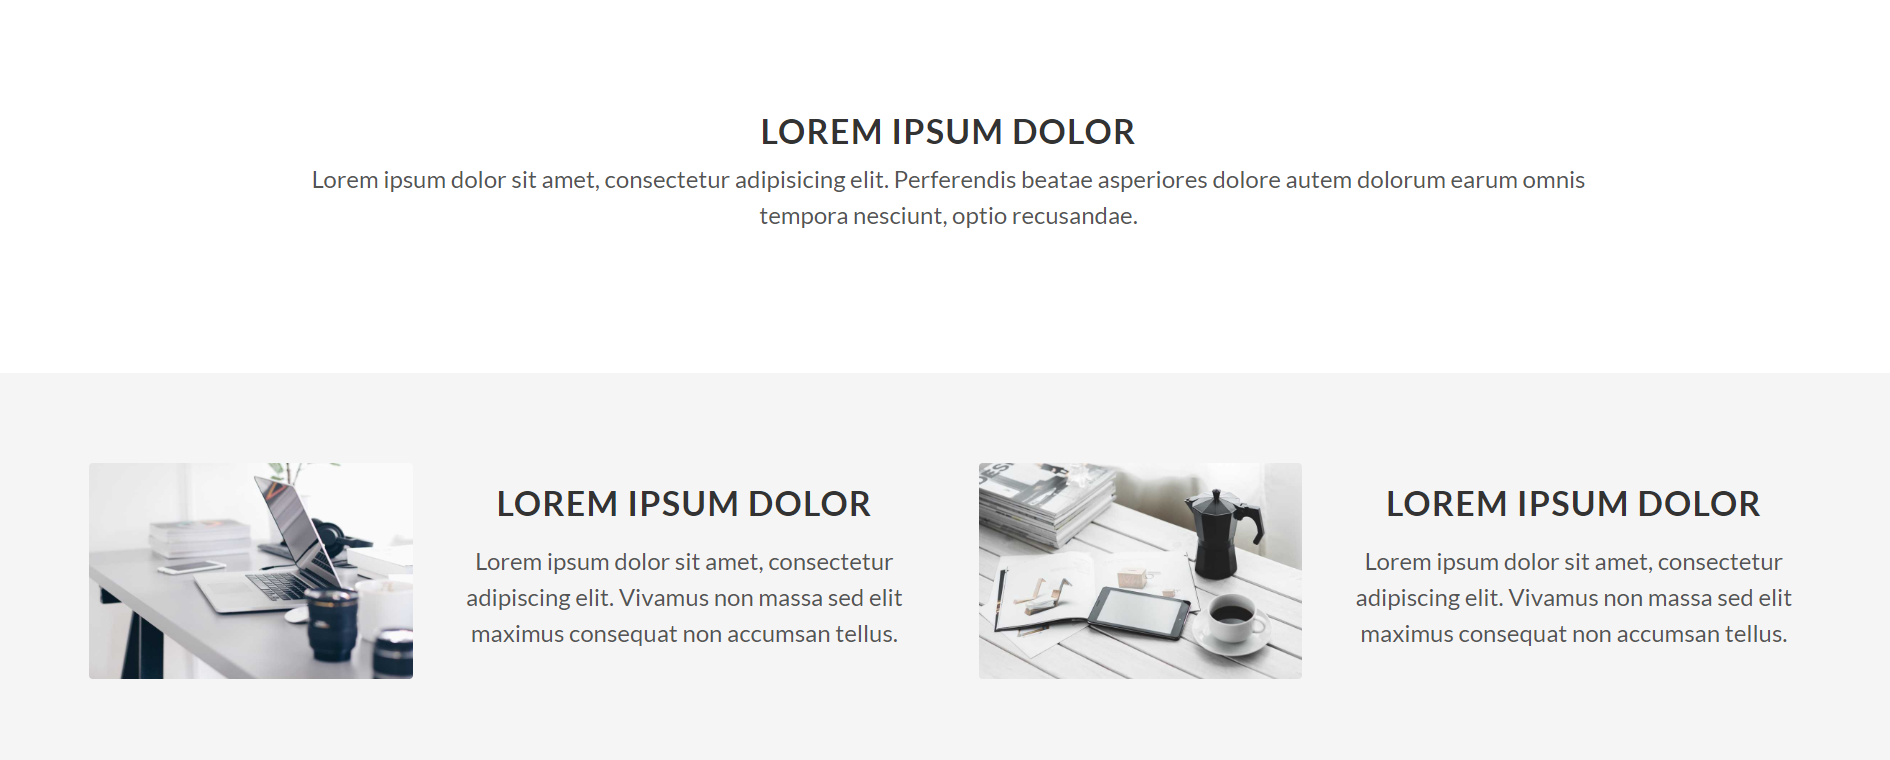 LOREM IPSUM DOLOR
Lorem ipsum dolor sit amet, consectetur adipisicing elit. Perferendis beatae asperiores dolore autem dolorum earum omnis
tempora nesciunt, optio recusandae.
LOREM IPSUM DOLOR
Lorem ipsum dolor sit amet, consectetur
adipiscing elit. Vivamus non massa sed elit
maximus consequat non accumsan tellus.
LOREM IPSUM DOLOR
Lorem ipsum dolor sit amet, consectetur
adipiscing elit. Vivamus non massa sed elit
maximus consequat non accumsan tellus.